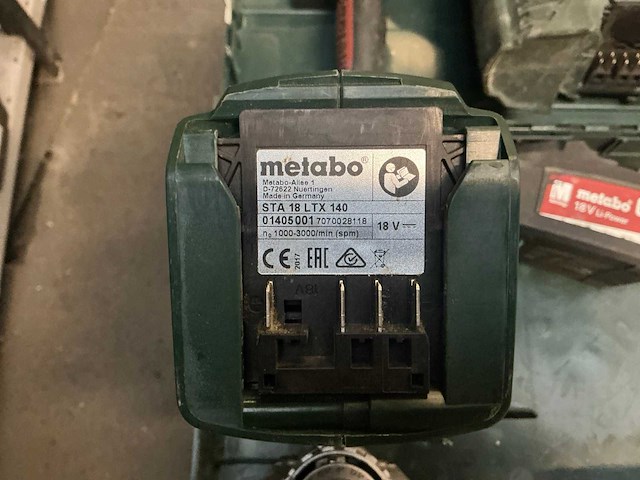 metabo®
Metabo-Allee 1
D-72622 Nuertingen
Made in Germany
STA 18 LTX 140
01405001 7070028118
18 V
n₀ 1000-3000/min (spm)
CE 2017 EAC
metabo
18V Li-Power